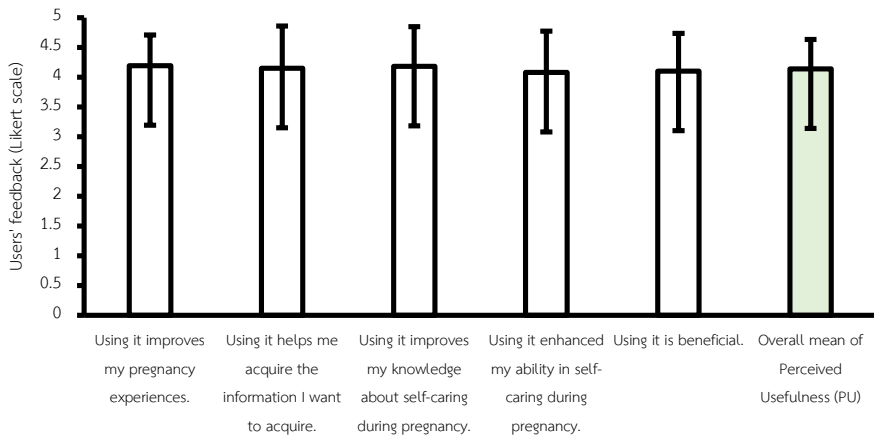 Users' feedback (Likert scale)
5
4.5
4
3.5
3
2.5
2
1.5
1
0.5
0
Using it improves
my pregnancy
experiences.
Using it helps me
acquire the
information I want
to acquire.
Using it improves
my knowledge
about self-caring
during pregnancy.
Using it enhanced
my ability in self-
caring during
pregnancy.
Using it is beneficial.
Overall mean of
Perceived
Usefulness (PU)